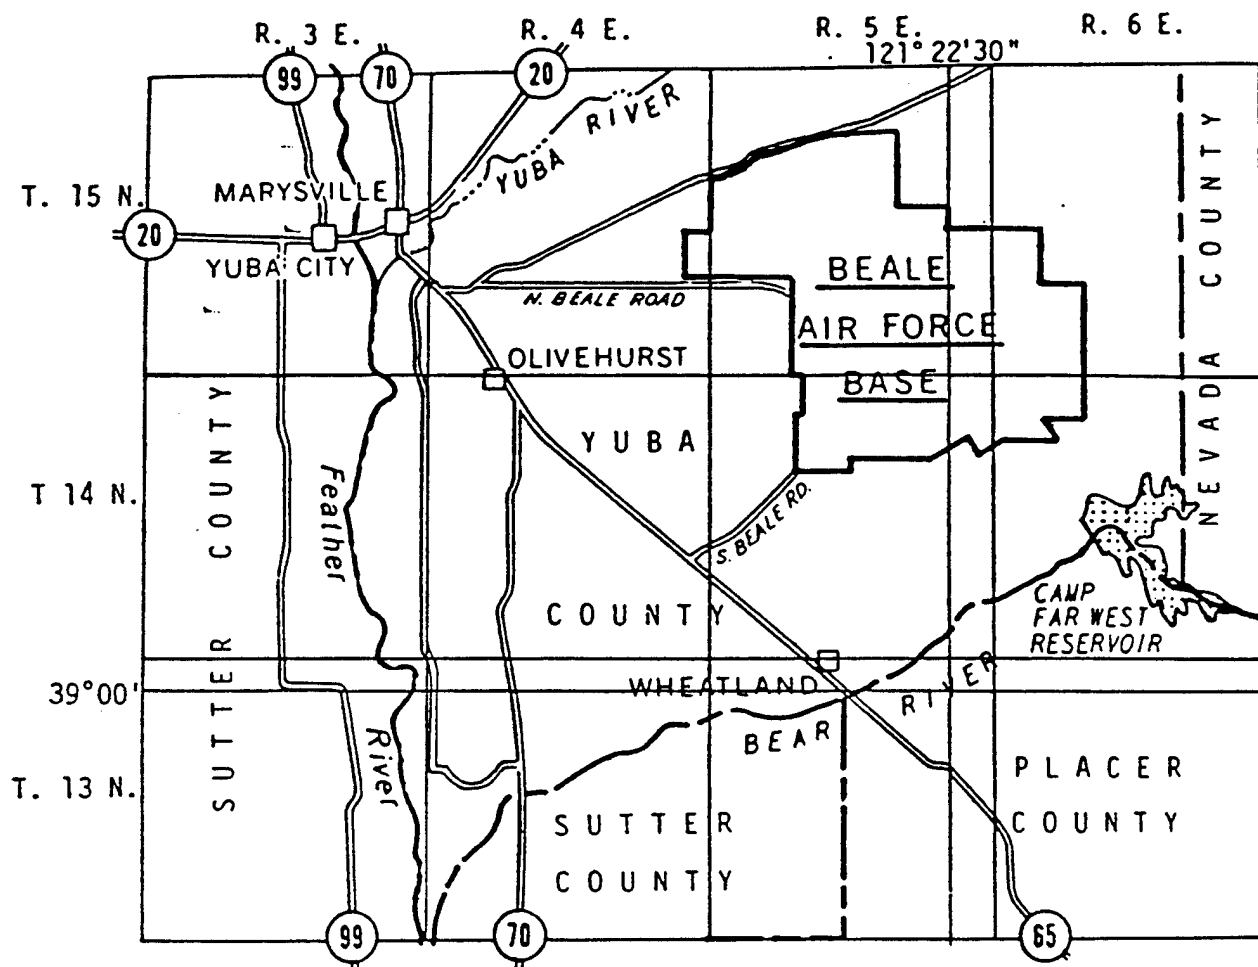 R. 3 E.
R. 4 E.
R. 5 E.
R. 6 E.
121° 22'30"
99
70
20
YUBA RIVER
T. 15 N.
MARYSVILLE
20
YUBA CITY
N. BEALE ROAD
BEALE
AIR FORCE
BASE
NEVADA COUNTY
OLIVEHURST
YUBA
COUNTY
SUTTER COUNTY
T 14 N.
Feather
River
S. BEALE RD.
CAMP
FAR WEST
RESERVOIR
39°00'
WHEATLAND
BEAR RIVER
T. 13 N.
PLACER
COUNTY
SUTTER
COUNTY
99
70
65